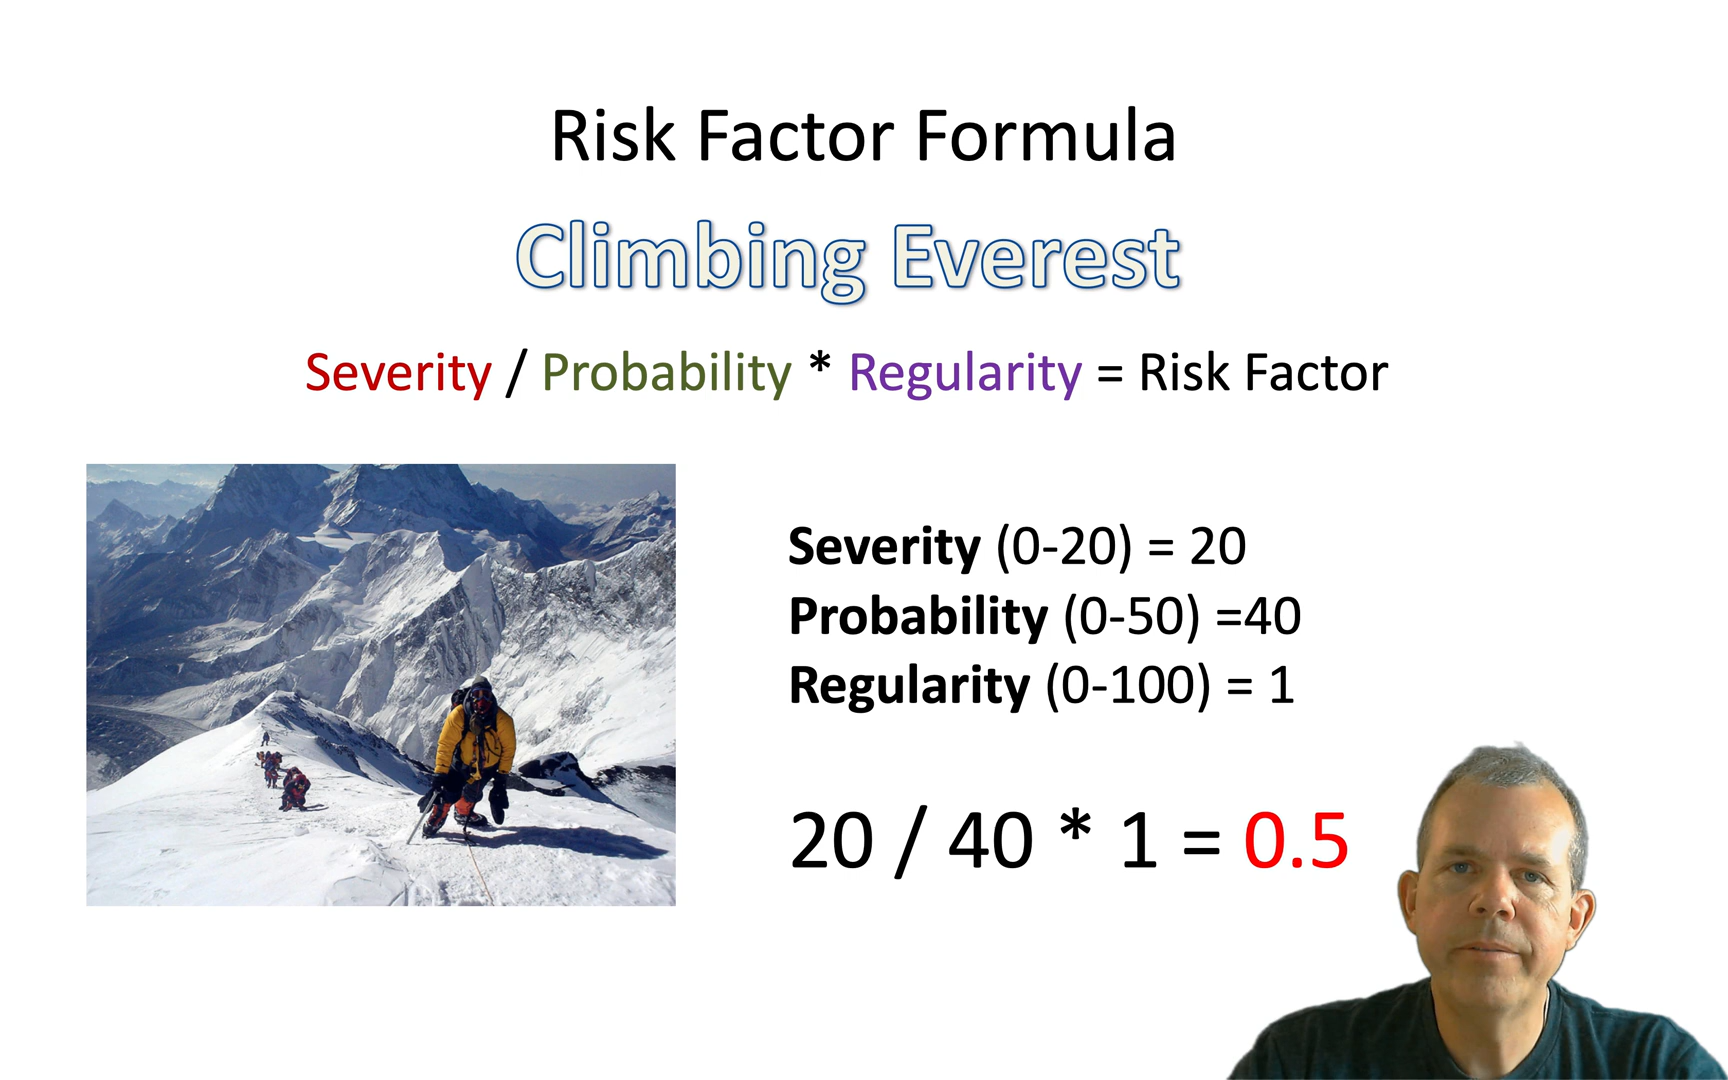 Risk Factor Formula
Climbing Everest
Severity / Probability * Regularity = Risk Factor
Severity (0-20) = 20
Probability (0-50) =40
Regularity (0-100) = 1
20 / 40 * 1 = 0.5